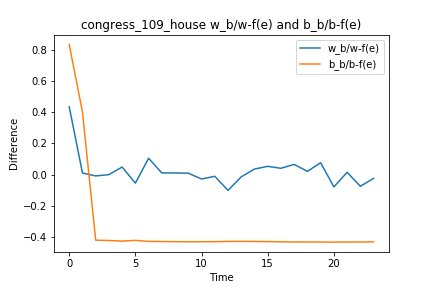 congress_109_house w_b/w-f(e) and b_b/b-f(e)
w_b/w-f(e)
b_b/b-f(e)
Difference
0.8
0.6
0.4
0.2
0.0
−0.2
−0.4
0
5
10
15
20
Time